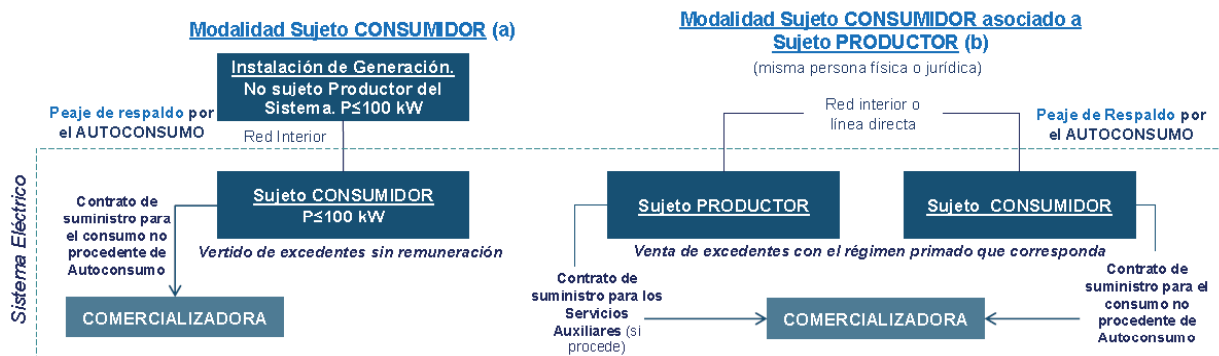 Modalidad Sujeto CONSUMIDOR (a)
Instalación de Generación.
No sujeto Productor del
Sistema. P≤100 kW
Peaje de respaldo por
el AUTOCONSUMO
Red Interior
Sujeto CONSUMIDOR
P≤100 kW
Contrato de
suministro para
el consumo no
procedente de
Autoconsumo
Vertido de excedentes sin remuneración
COMERCIALIZADORA
Modalidad Sujeto CONSUMIDOR asociado a
Sujeto PRODUCTOR (b)
(misma persona física o jurídica)
Red interior o
línea directa
Peaje de Respaldo por
el AUTOCONSUMO
Sujeto PRODUCTOR
Sujeto CONSUMIDOR
Venta de excedentes con el régimen primado que corresponda
Contrato de
suministro para los
Servicios
Auxiliares (si
procede)
COMERCIALIZADORA
Contrato de
suministro para el
consumo no
procedente de
Autoconsumo
Sistema Eléctrico